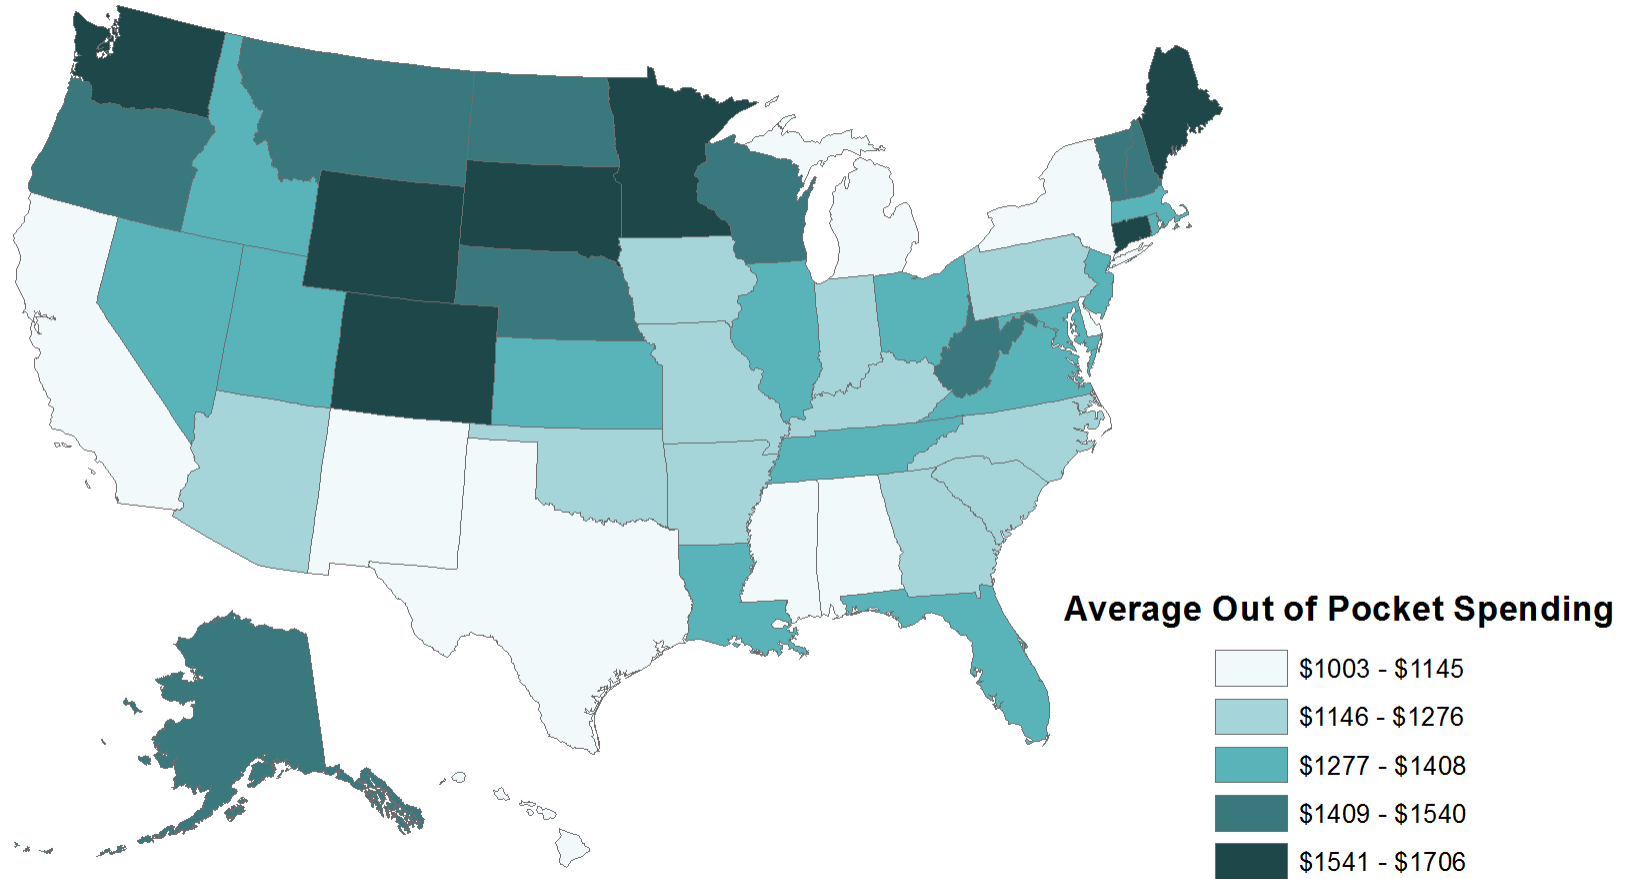 Average Out of Pocket Spending
$1003 - $1145
$1146 - $1276
$1277 - $1408
$1409 - $1540
$1541 - $1706